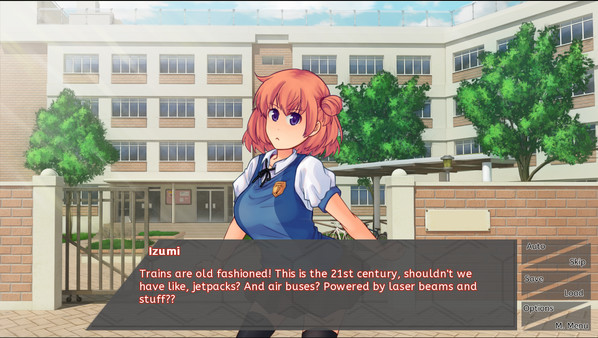 Izumi
Trains are old fashioned! This is the 21st century, shouldn't we
have like, jetpacks? And air buses? Powered by laser beams and
stuff??
Auto
Skip
Save
Load
Options
M. Menu